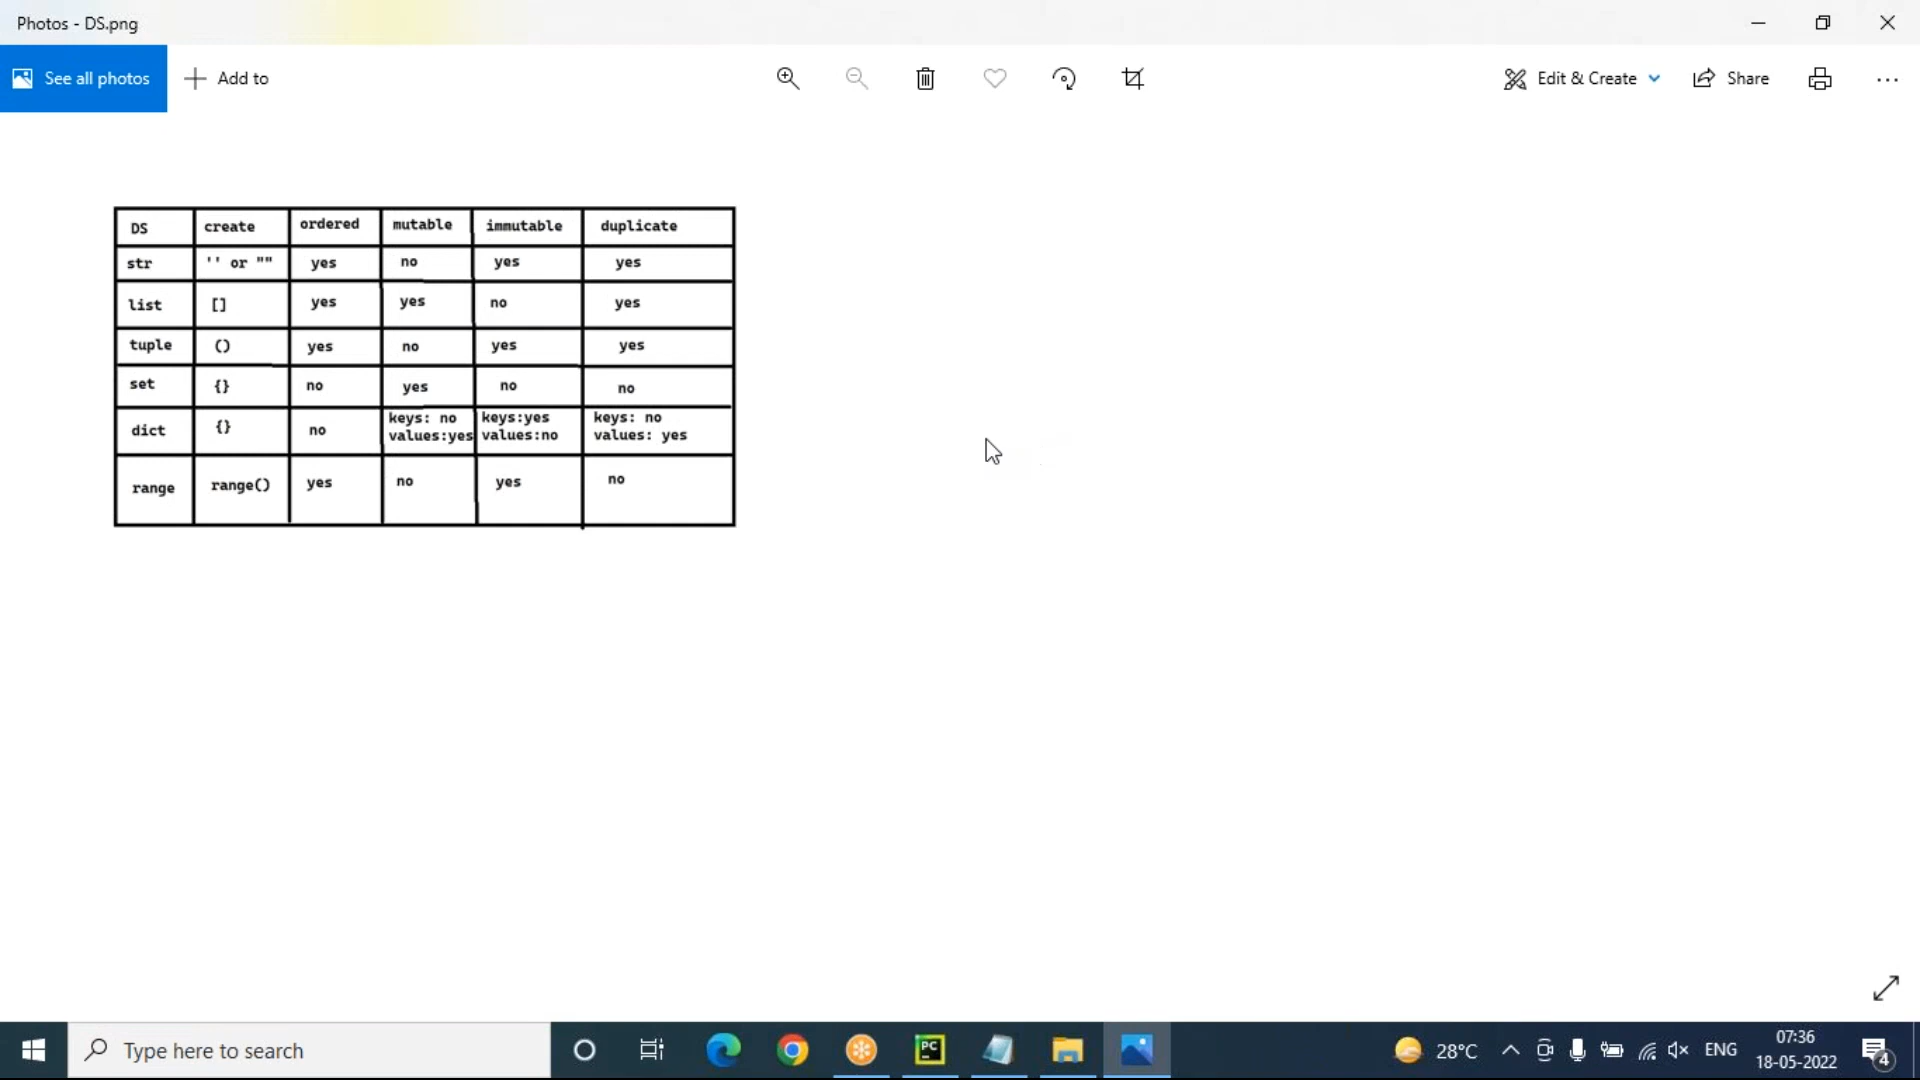 Photos - DS.png
See all photos
Add to
Edit & Create
Share
DS create ordered mutable immutable duplicate
str '' or "" yes no yes yes
list [] yes yes no yes
tuple () yes no yes yes
set {} no yes no no
dict {} no keys: no values:yes keys:yes values:no keys: no values: yes
range range() yes no yes no
Type here to search
PC
28°C
ENG
07:36
18-05-2022
4